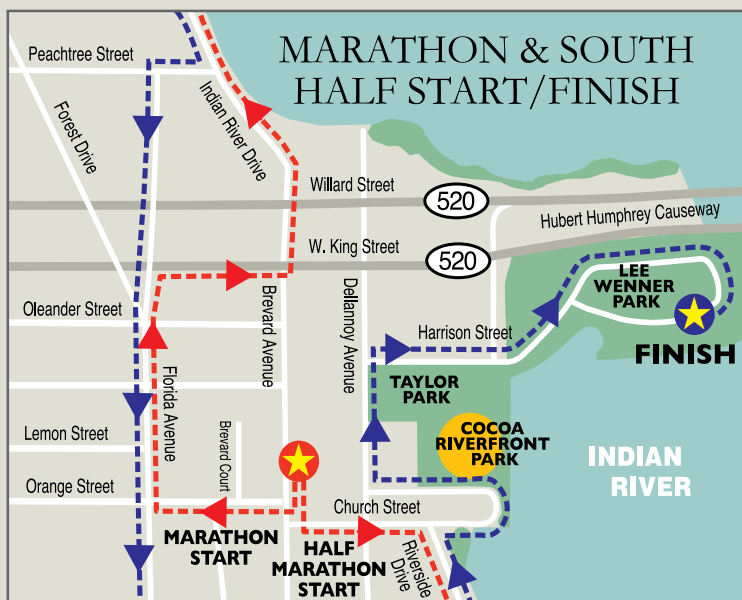 MARATHON & SOUTH
HALF START/FINISH
Peachtree Street
Forest Drive
Indian River Drive
Willard Street
520
Hubert Humphrey Causeway
W. King Street
520
LEE
WENNER
PARK
Oleander Street
Brevard Avenue
Dellannoy Avenue
Harrison Street
FINISH
Florida Avenue
TAYLOR
PARK
Lemon Street
Brevard Court
COCOA
RIVERFRONT
PARK
INDIAN
RIVER
Orange Street
Church Street
MARATHON
START
HALF
MARATHON
START
Riverside
Drive